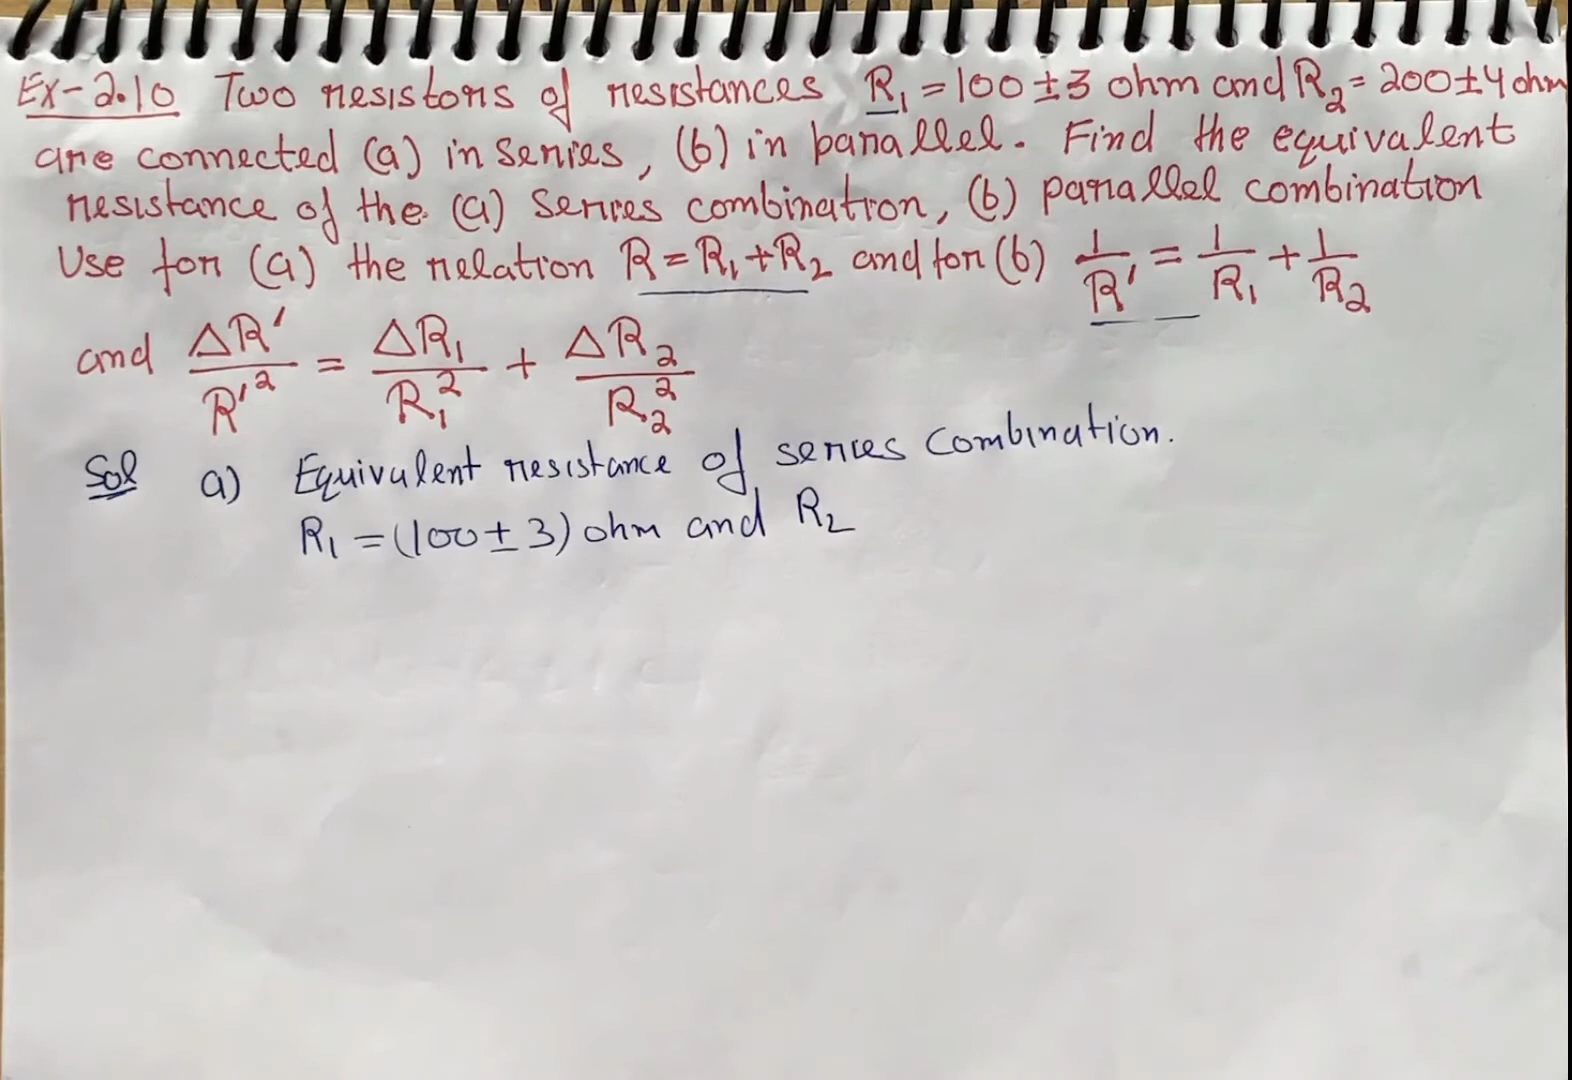 Ex-2.10 Two resistors of resistances R₁ = 100 ± 3 ohm and R₂ = 200 ± 4 ohm
are connected (a) in series, (b) in parallel. Find the equivalent
resistance of the (a) series combination, (b) parallel combination
Use for (a) the relation R = R₁ + R₂ and for (b) 1/R' = 1/R₁ + 1/R₂
and ΔR'/R'² = ΔR₁/R₁² + ΔR₂/R₂²
Sol a) Equivalent resistance of series combination.
R₁ = (100 ± 3) ohm and R₂